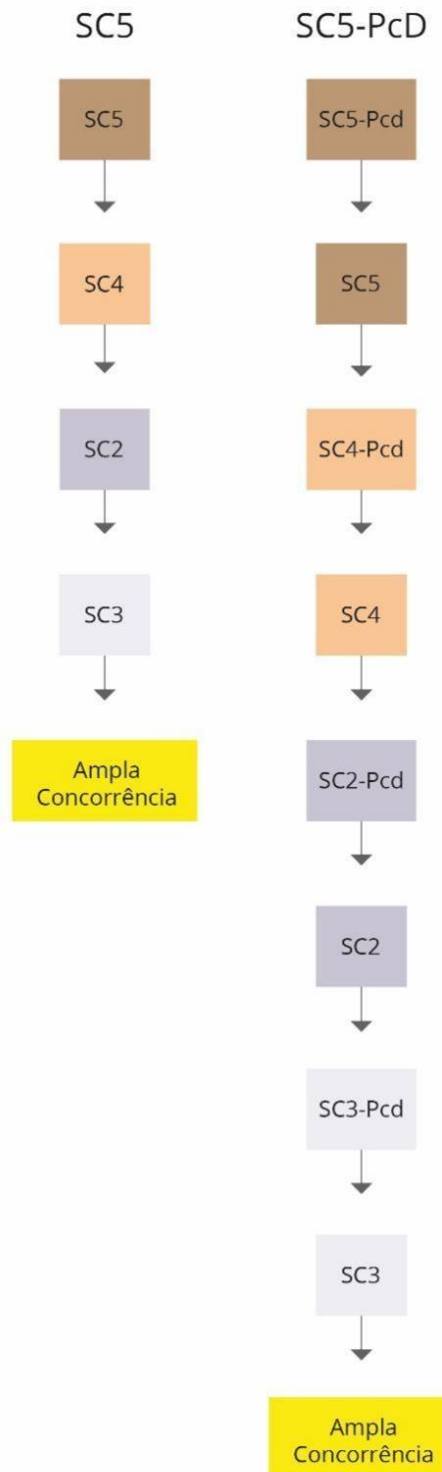 SC5
SC5
SC4
SC2
SC3
Ampla
Concorrência
SC5-PcD
SC5-Pcd
SC5
SC4-Pcd
SC4
SC2-Pcd
SC2
SC3-Pcd
SC3
Ampla
Concorrência